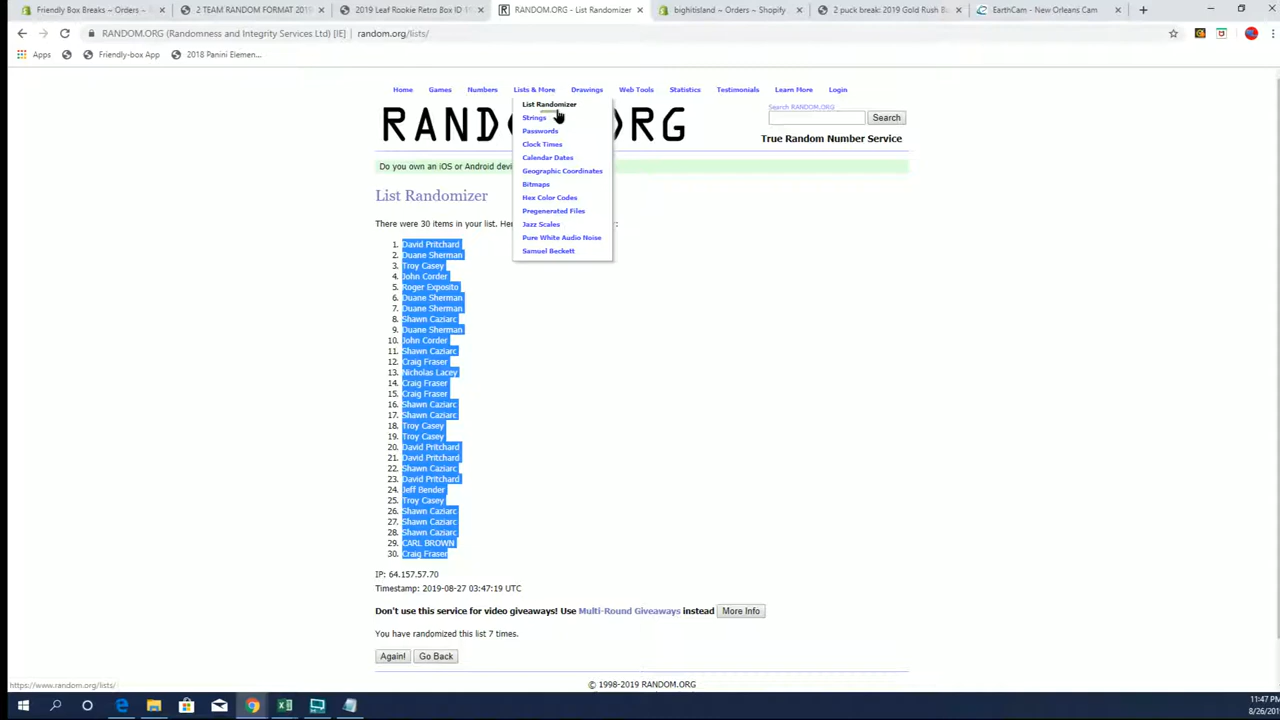 Friendly Box Breaks ~ Orders ~
2 TEAM RANDOM FORMAT 2019
2019 Leaf Rookie Retro Box ID 19
RANDOM.ORG - List Randomizer
bighitisland ~ Orders ~ Shopify
2 puck break: 2019 Gold Rush Ba
EarthCam - New Orleans Cam
RANDOM.ORG (Randomness and Integrity Services Ltd) [IE] | random.org/lists/
Apps
Friendly-box App
2018 Panini Elemen...
Home
Games
Numbers
Lists & More
Drawings
Web Tools
Statistics
Testimonials
Learn More
Login
List Randomizer
Strings
Passwords
Clock Times
Calendar Dates
Geographic Coordinates
Bitmaps
Hex Color Codes
Pregenerated Files
Jazz Scales
Pure White Audio Noise
Samuel Beckett
Search RANDOM.ORG
Search
True Random Number Service
Do you own an iOS or Android devi
List Randomizer
There were 30 items in your list. Her
1. David Pritchard
2. Duane Sherman
3. Troy Casey
4. John Corder
5. Roger Exposito
6. Duane Sherman
7. Duane Sherman
8. Shawn Caziarc
9. Duane Sherman
10. John Corder
11. Shawn Caziarc
12. Craig Fraser
13. Nicholas Lacey
14. Craig Fraser
15. Craig Fraser
16. Shawn Caziarc
17. Shawn Caziarc
18. Troy Casey
19. Troy Casey
20. David Pritchard
21. David Pritchard
22. Shawn Caziarc
23. David Pritchard
24. Jeff Bender
25. Troy Casey
26. Shawn Caziarc
27. Shawn Caziarc
28. Shawn Caziarc
29. CARL BROWN
30. Craig Fraser
IP: 64.157.57.70
Timestamp: 2019-08-27 03:47:19 UTC
Don't use this service for video giveaways! Use Multi-Round Giveaways instead More Info
You have randomized this list 7 times.
Again!
Go Back
https://www.random.org/lists/
© 1998-2019 RANDOM.ORG
11:47 PM
8/26/2019